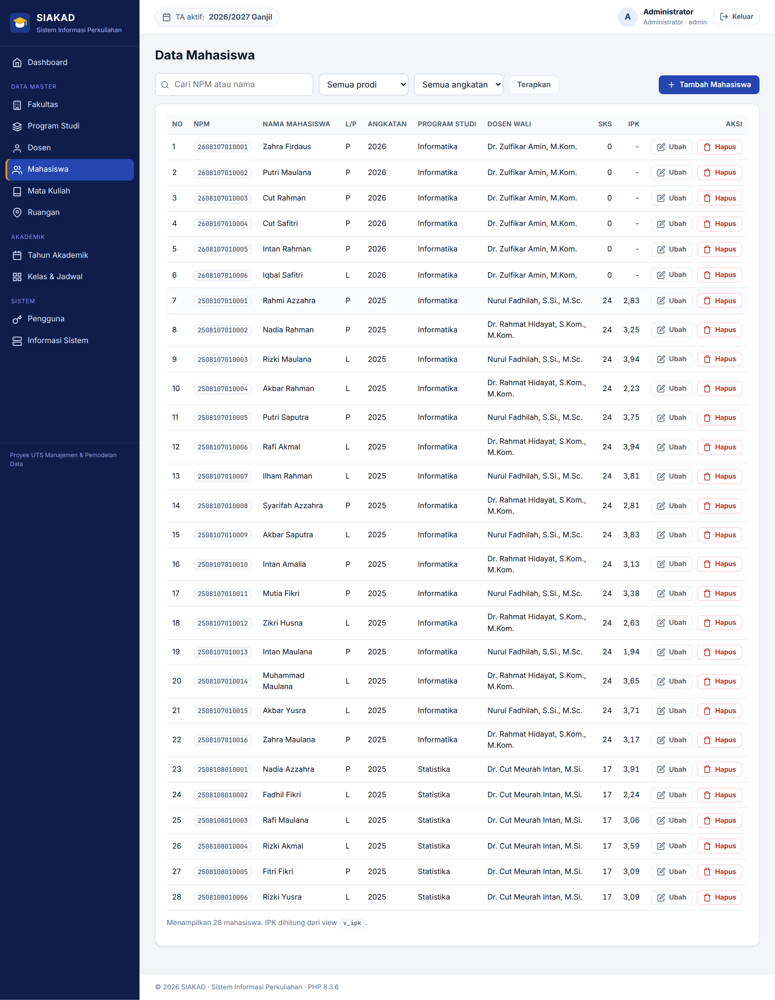 SIAKAD
Sistem Informasi Perkuliahan
Dashboard
DATA MASTER
Fakultas
Program Studi
Dosen
Mahasiswa
Mata Kuliah
Ruangan
AKADEMIK
Tahun Akademik
Kelas & Jadwal
SISTEM
Pengguna
Informasi Sistem
Proyek UTS Manajemen & Pemodelan
Data
TA aktif: 2026/2027 Ganjil
A
Administrator
Administrator · admin
Keluar
Data Mahasiswa
Cari NPM atau nama
Semua prodi
Semua angkatan
Terapkan
+ Tambah Mahasiswa
NO NPM NAMA MAHASISWA L/P ANGKATAN PROGRAM STUDI DOSEN WALI SKS IPK AKSI
1 2608107010001 Zahra Firdaus P 2026 Informatika Dr. Zulfikar Amin, M.Kom. 0 - Ubah Hapus
2 2608107010002 Putri Maulana P 2026 Informatika Dr. Zulfikar Amin, M.Kom. 0 - Ubah Hapus
3 2608107010003 Cut Rahman P 2026 Informatika Dr. Zulfikar Amin, M.Kom. 0 - Ubah Hapus
4 2608107010004 Cut Safitri P 2026 Informatika Dr. Zulfikar Amin, M.Kom. 0 - Ubah Hapus
5 2608107010005 Intan Rahman P 2026 Informatika Dr. Zulfikar Amin, M.Kom. 0 - Ubah Hapus
6 2608107010006 Iqbal Safitri L 2026 Informatika Dr. Zulfikar Amin, M.Kom. 0 - Ubah Hapus
7 2508107010001 Rahmi Azzahra P 2025 Informatika Nurul Fadhilah, S.Si., M.Sc. 24 2,83 Ubah Hapus
8 2508107010002 Nadia Rahman P 2025 Informatika Dr. Rahmat Hidayat, S.Kom., M.Kom. 24 3,25 Ubah Hapus
9 2508107010003 Rizki Maulana L 2025 Informatika Nurul Fadhilah, S.Si., M.Sc. 24 3,94 Ubah Hapus
10 2508107010004 Akbar Rahman L 2025 Informatika Dr. Rahmat Hidayat, S.Kom., M.Kom. 24 2,23 Ubah Hapus
11 2508107010005 Putri Saputra P 2025 Informatika Nurul Fadhilah, S.Si., M.Sc. 24 3,75 Ubah Hapus
12 2508107010006 Rafi Akmal L 2025 Informatika Dr. Rahmat Hidayat, S.Kom., M.Kom. 24 3,94 Ubah Hapus
13 2508107010007 Ilham Rahman L 2025 Informatika Nurul Fadhilah, S.Si., M.Sc. 24 3,81 Ubah Hapus
14 2508107010008 Syarifah Azzahra P 2025 Informatika Dr. Rahmat Hidayat, S.Kom., M.Kom. 24 2,81 Ubah Hapus
15 2508107010009 Akbar Saputra L 2025 Informatika Nurul Fadhilah, S.Si., M.Sc. 24 3,83 Ubah Hapus
16 2508107010010 Intan Amalia P 2025 Informatika Dr. Rahmat Hidayat, S.Kom., M.Kom. 24 3,13 Ubah Hapus
17 2508107010011 Mutia Fikri P 2025 Informatika Nurul Fadhilah, S.Si., M.Sc. 24 3,38 Ubah Hapus
18 2508107010012 Zikri Husna L 2025 Informatika Dr. Rahmat Hidayat, S.Kom., M.Kom. 24 2,63 Ubah Hapus
19 2508107010013 Intan Maulana P 2025 Informatika Nurul Fadhilah, S.Si., M.Sc. 24 1,94 Ubah Hapus
20 2508107010014 Muhammad Maulana L 2025 Informatika Dr. Rahmat Hidayat, S.Kom., M.Kom. 24 3,65 Ubah Hapus
21 2508107010015 Akbar Yusra L 2025 Informatika Nurul Fadhilah, S.Si., M.Sc. 24 3,71 Ubah Hapus
22 2508107010016 Zahra Maulana P 2025 Informatika Dr. Rahmat Hidayat, S.Kom., M.Kom. 24 3,17 Ubah Hapus
23 2508108010001 Nadia Azzahra P 2025 Statistika Dr. Cut Meurah Intan, M.Si. 17 3,91 Ubah Hapus
24 2508108010002 Fadhil Fikri L 2025 Statistika Dr. Cut Meurah Intan, M.Si. 17 2,24 Ubah Hapus
25 2508108010003 Rafi Maulana L 2025 Statistika Dr. Cut Meurah Intan, M.Si. 17 3,06 Ubah Hapus
26 2508108010004 Rizki Akmal L 2025 Statistika Dr. Cut Meurah Intan, M.Si. 17 3,59 Ubah Hapus
27 2508108010005 Fitri Fikri P 2025 Statistika Dr. Cut Meurah Intan, M.Si. 17 3,09 Ubah Hapus
28 2508108010006 Rizki Yusra L 2025 Statistika Dr. Cut Meurah Intan, M.Si. 17 3,09 Ubah Hapus
Menampilkan 28 mahasiswa. IPK dihitung dari view v_ipk.
© 2026 SIAKAD · Sistem Informasi Perkuliahan · PHP 8.3.6